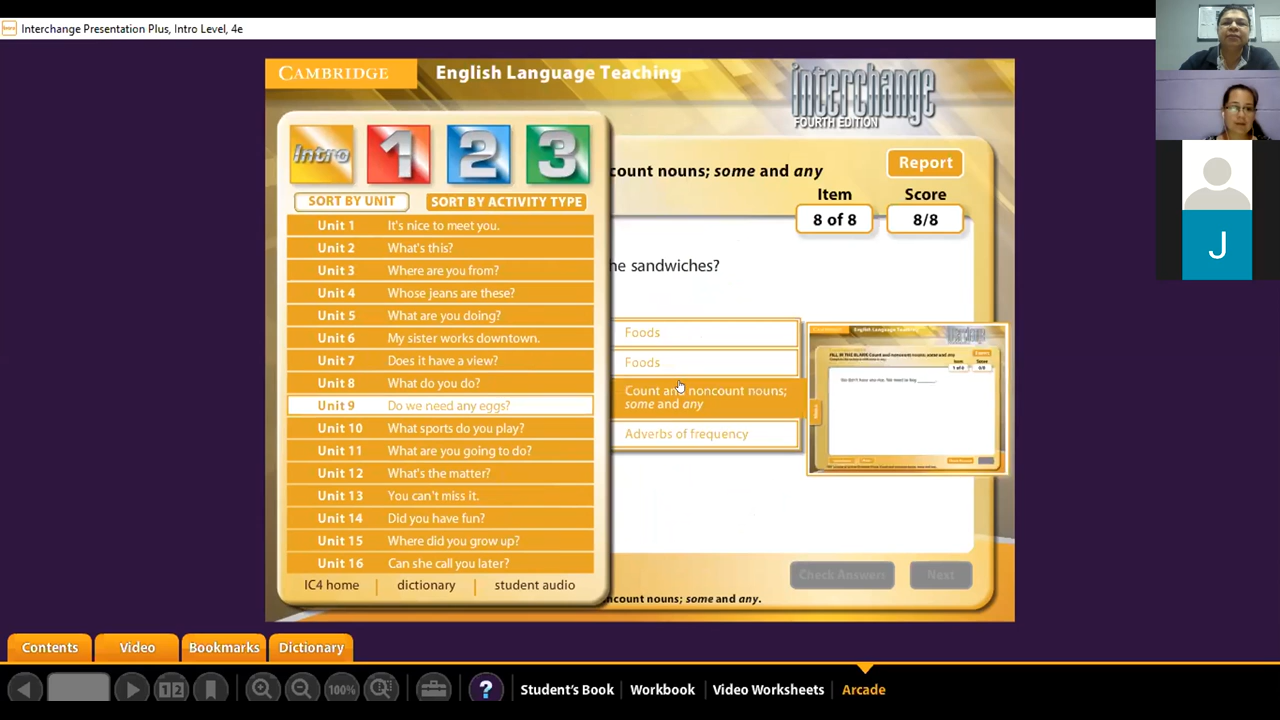 Interchange Presentation Plus, Intro Level, 4e
CAMBRIDGE
English Language Teaching
interchange
FOURTH EDITION
Intro
1
2
3
count nouns; some and any
Report
SORT BY UNIT
SORT BY ACTIVITY TYPE
Item
Score
8 of 8
8/8
Unit 1 It's nice to meet you.
Unit 2 What's this?
Unit 3 Where are you from?
Unit 4 Whose jeans are these?
Unit 5 What are you doing?
Unit 6 My sister works downtown.
Unit 7 Does it have a view?
Unit 8 What do you do?
Unit 9 Do we need any eggs?
Unit 10 What sports do you play?
Unit 11 What are you going to do?
Unit 12 What's the matter?
Unit 13 You can't miss it.
Unit 14 Did you have fun?
Unit 15 Where did you grow up?
Unit 16 Can she call you later?
IC4 home
dictionary
student audio
he sandwiches?
Foods
Foods
Count and noncount nouns;
some and any
Adverbs of frequency
English Language Teaching
Check Answers
Next
ncount nouns; some and any.
J
Contents
Video
Bookmarks
Dictionary
12
100%
?
Student's Book
Workbook
Video Worksheets
Arcade